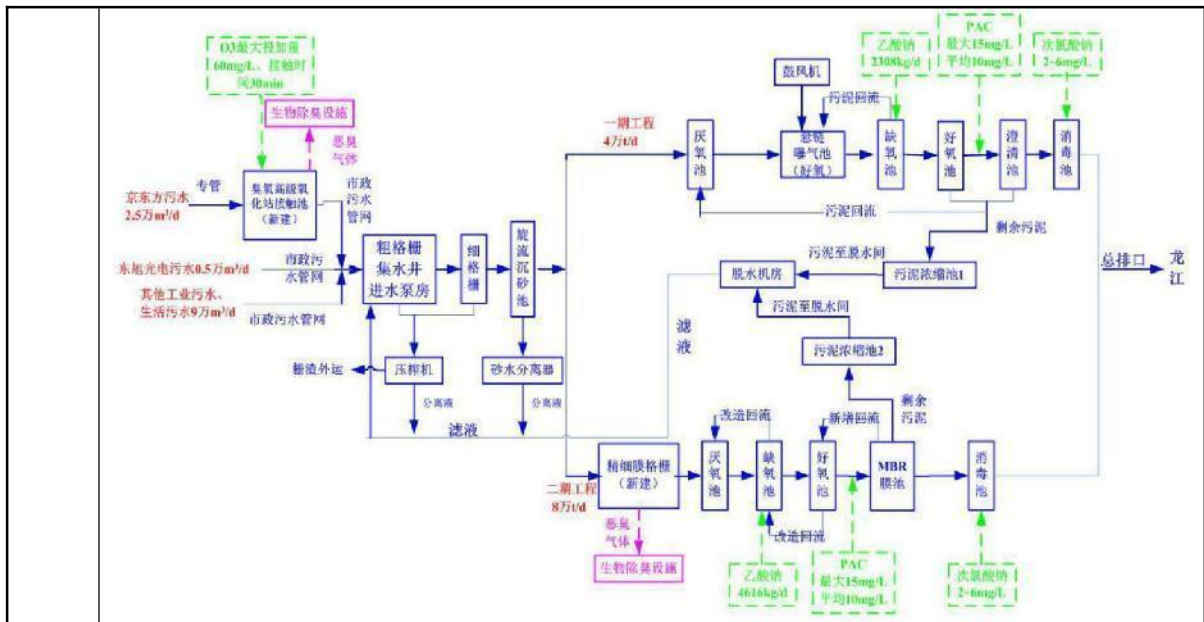 O3最大投加量
60mg/L、接触时
间30min
生物除臭设施
恶臭
气体
专管
京东方污水
2.5万m³/d
臭氧高级氧
化站接触池
(新建)
市政
污水
管网
东旭光电污水0.5万m³/d
市政污
水管网
其他工业污水、
生活污水9万m³/d
市政污水管网
粗格栅
集水井
进水泵房
细格栅
旋流沉砂池
栅渣外运
压榨机
砂水分离器
分离液
分离液
滤液
滤液
一期工程
4万t/d
厌氧池
鼓风机
悬链
曝气池
(好氧)
污泥回流
缺氧池
好氧池
澄清池
消毒池
乙酸钠
2308kg/d
PAC
最大15mg/L
平均10mg/L
次氯酸钠
2~6mg/L
污泥回流
剩余污泥
污泥至脱水间
脱水机房
污泥浓缩池1
污泥至脱水间
污泥浓缩池2
剩余
污泥
总排口
龙江
二期工程
8万t/d
精细膜格栅
(新建)
恶臭
气体
生物除臭设施
改造回流
厌氧池
缺氧池
好氧池
新增回流
改造回流
MBR
膜池
消毒池
乙酸钠
4616kg/d
PAC
最大15mg/L
平均10mg/L
次氯酸钠
2~6mg/L